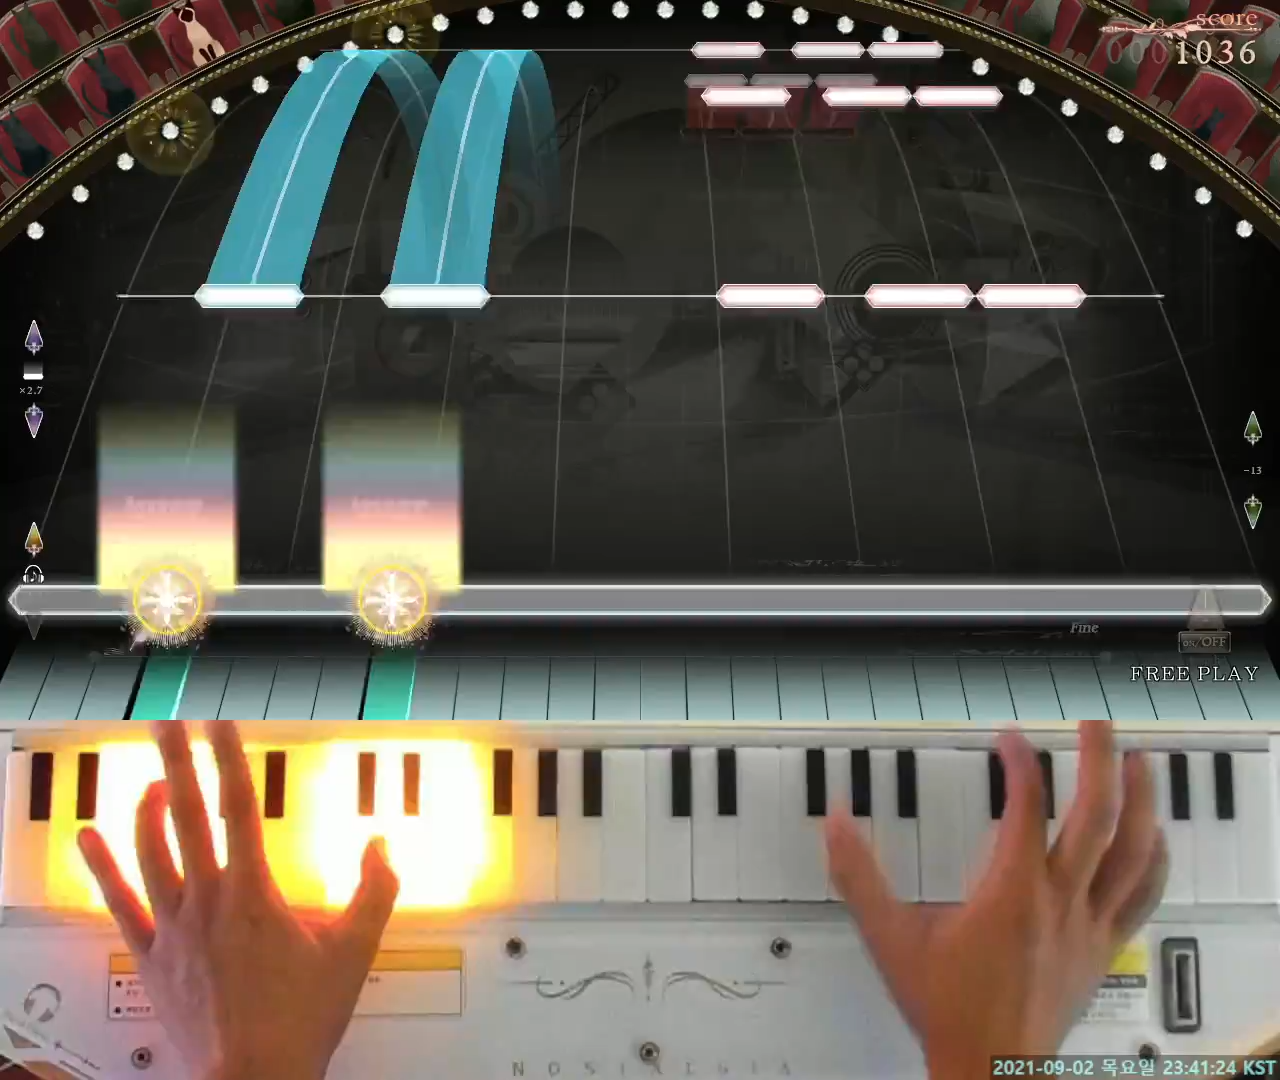 score
0001036
×2.7
-13
Fine
ON/OFF
FREE PLAY
NOSTALGIA
2021-09-02 목요일 23:41:24 KST